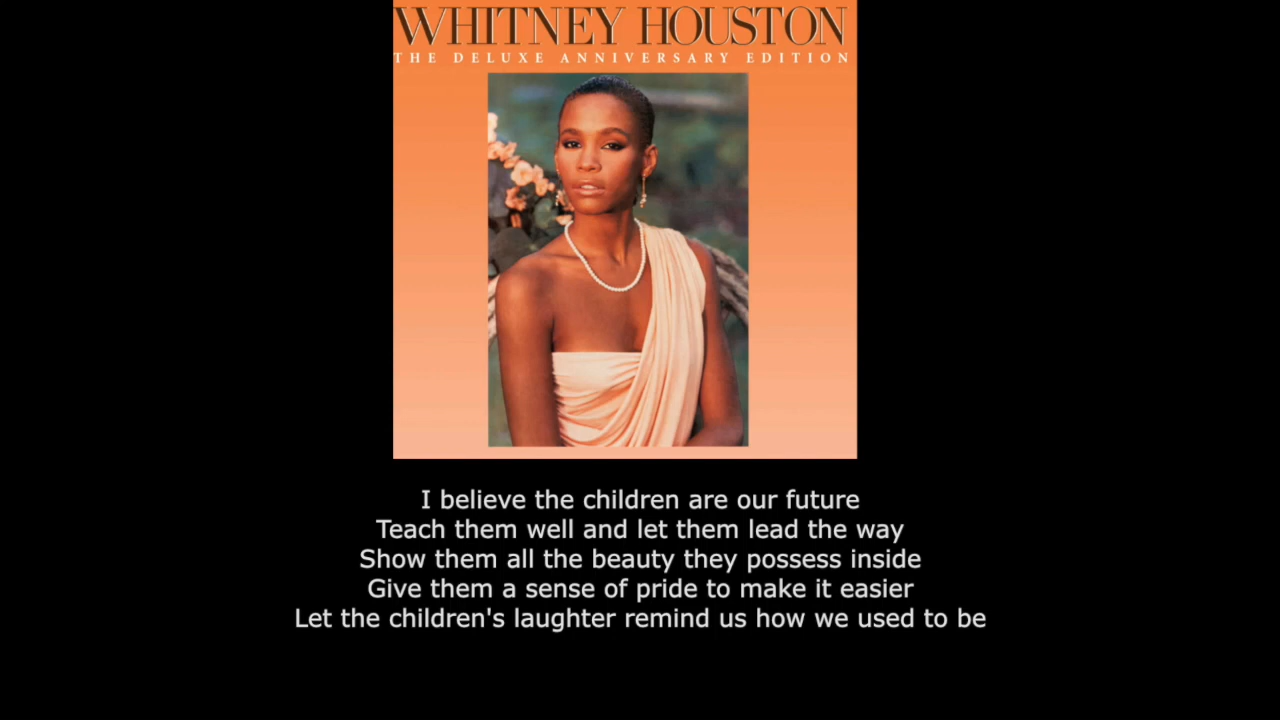 WHITNEY HOUSTON
THE DELUXE ANNIVERSARY EDITION
I believe the children are our future
Teach them well and let them lead the way
Show them all the beauty they possess inside
Give them a sense of pride to make it easier
Let the children's laughter remind us how we used to be